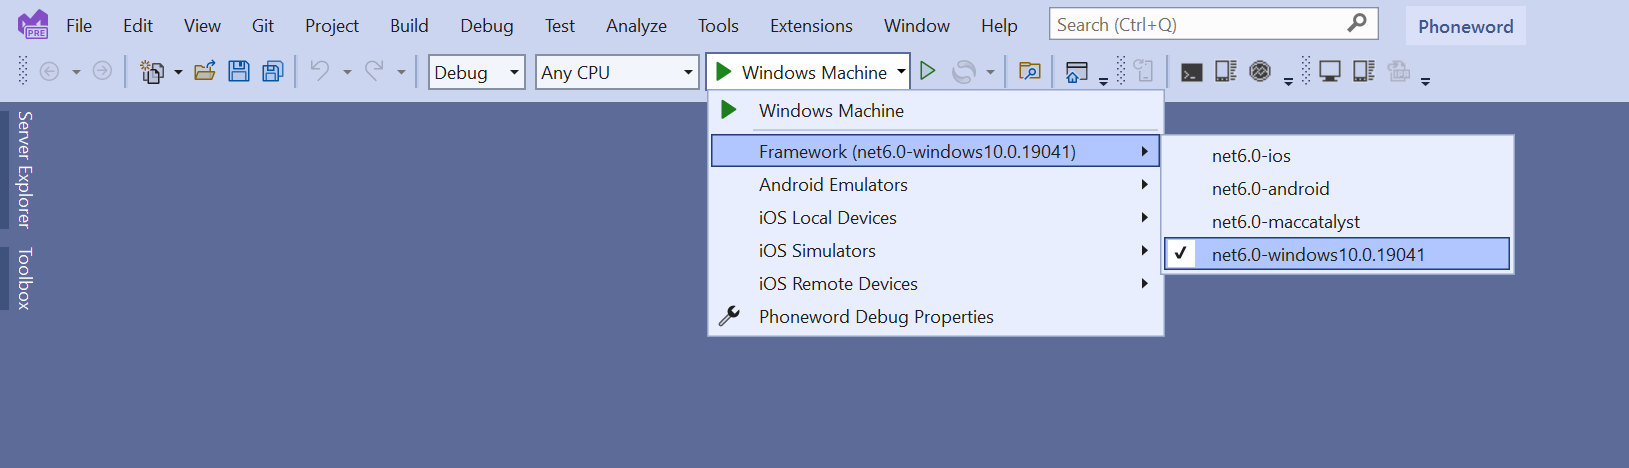 File Edit View Git Project Build Debug Test Analyze Tools Extensions Window Help Search (Ctrl+Q) Phoneword
PRE
Debug Any CPU Windows Machine
Windows Machine
Framework (net6.0-windows10.0.19041)
Android Emulators
iOS Local Devices
iOS Simulators
iOS Remote Devices
Phoneword Debug Properties
net6.0-ios
net6.0-android
net6.0-maccatalyst
net6.0-windows10.0.19041
Server Explorer
Toolbox